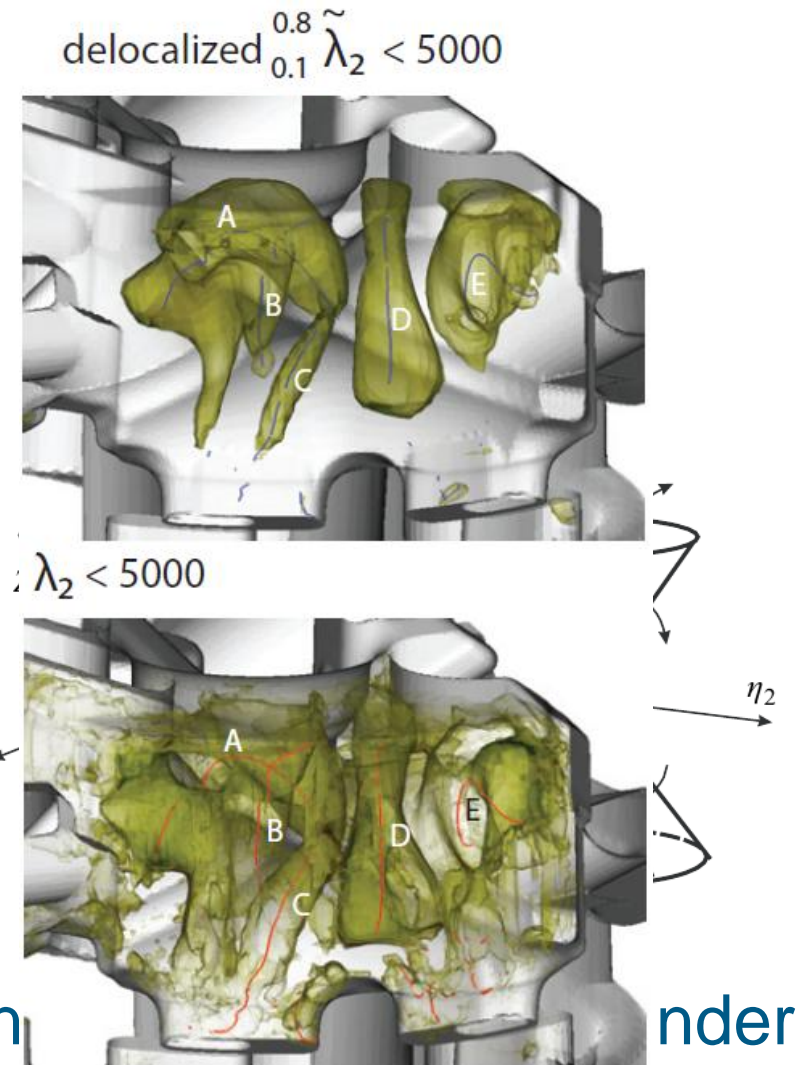 delocalized 0.8 0.1 λ̃₂ < 5000
A
B
C
D
E
λ₂ < 5000
η₂
A
B
C
D
E
nder